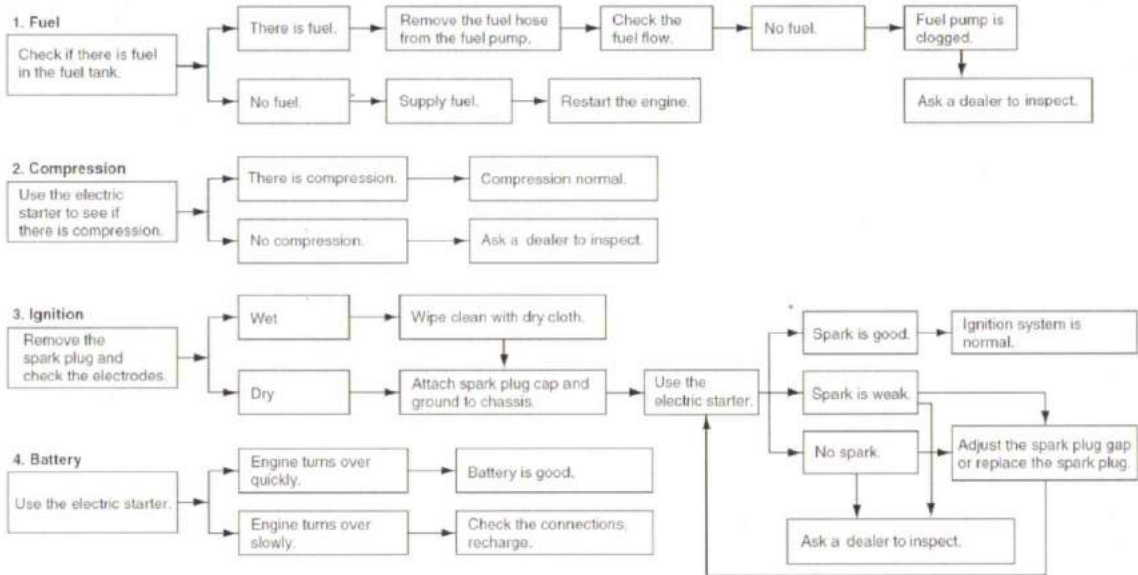 1. Fuel
Check if there is fuel
in the fuel tank.
There is fuel.
Remove the fuel hose
from the fuel pump.
Check the
fuel flow.
No fuel.
Fuel pump is
clogged.
Ask a dealer to inspect.
No fuel.
Supply fuel.
Restart the engine.
2. Compression
Use the electric
starter to see if
there is compression.
There is compression.
Compression normal.
No compression.
Ask a dealer to inspect.
3. Ignition
Remove the
spark plug and
check the electrodes.
Wet
Wipe clean with dry cloth.
Dry
Attach spark plug cap and
ground to chassis.
Use the
electric starter.
Spark is good.
Ignition system is
normal.
Spark is weak.
No spark.
Adjust the spark plug gap
or replace the spark plug.
Ask a dealer to inspect.
4. Battery
Use the electric starter.
Engine turns over
quickly.
Battery is good.
Engine turns over
slowly.
Check the connections,
recharge.